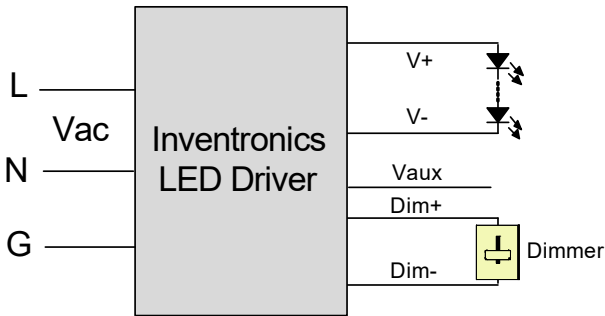 L
Vac
N
G
Inventronics
LED Driver
V+
V-
Vaux
Dim+
Dim-
Dimmer